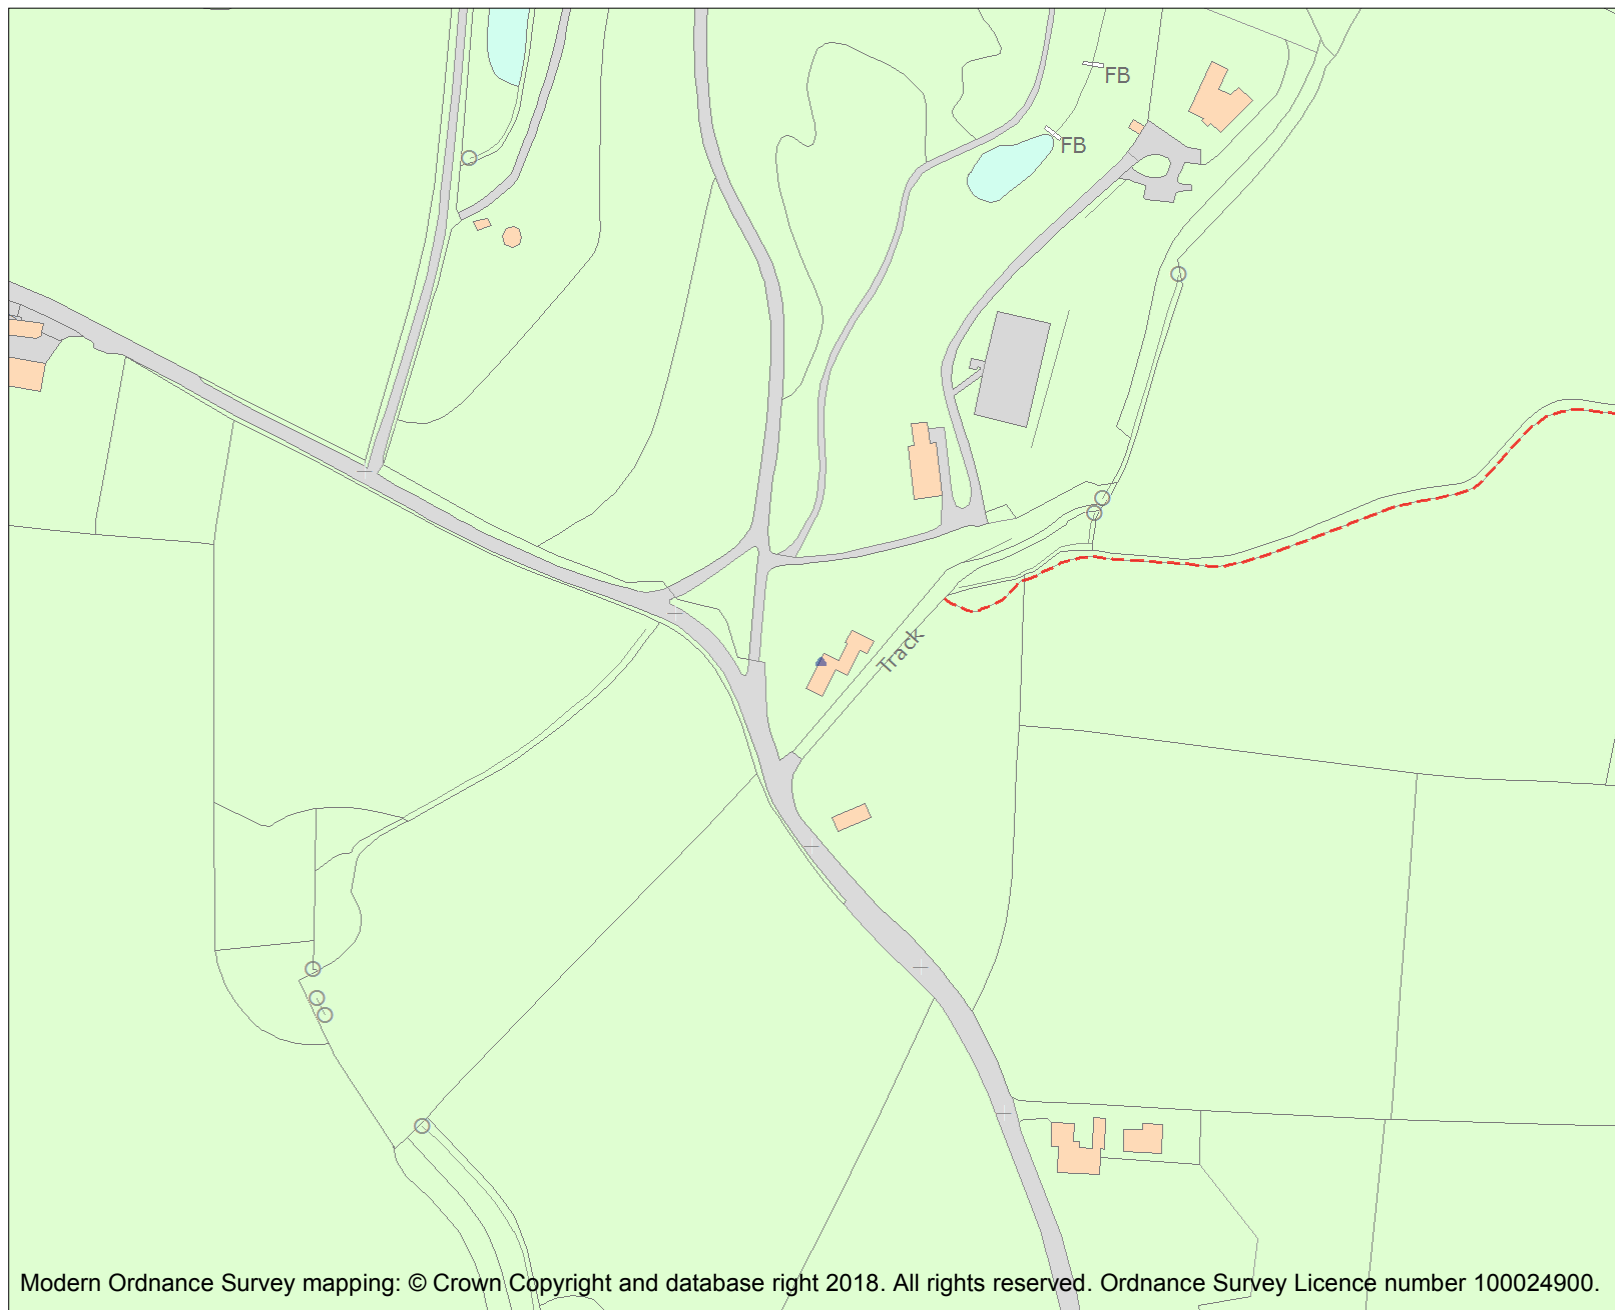 FB
FB
Track
Modern Ordnance Survey mapping: © Crown Copyright and database right 2018. All rights reserved. Ordnance Survey Licence number 100024900.